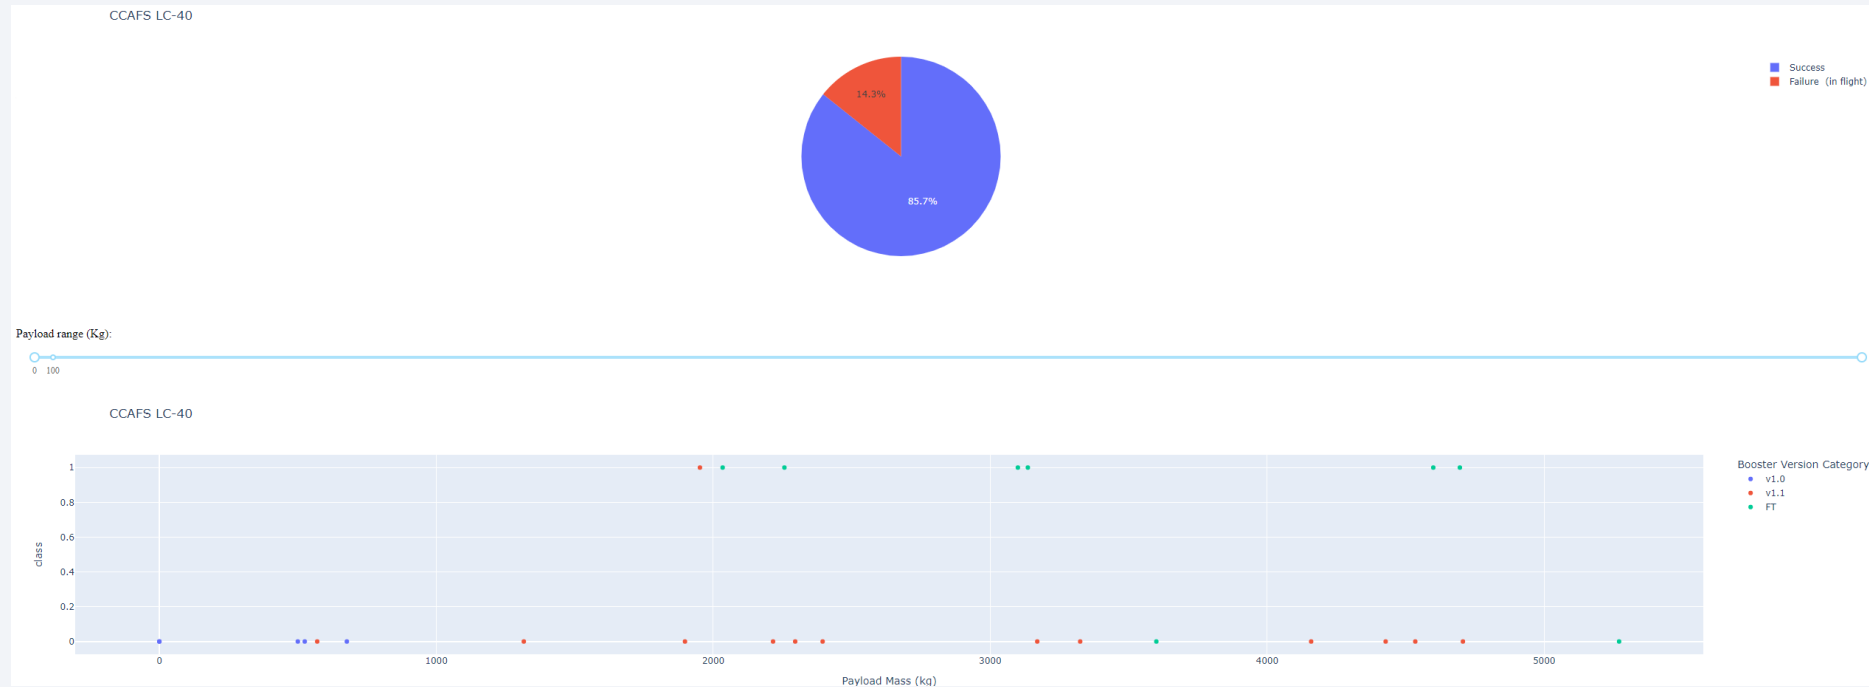 CCAFS LC-40
Success
Failure (in flight)
14.3%
85.7%
Payload range (Kg):
0 100
CCAFS LC-40
Booster Version Category
v1.0
v1.1
FT
1
0.8
0.6
0.4
0.2
0
class
0 1000 2000 3000 4000 5000
Payload Mass (kg)